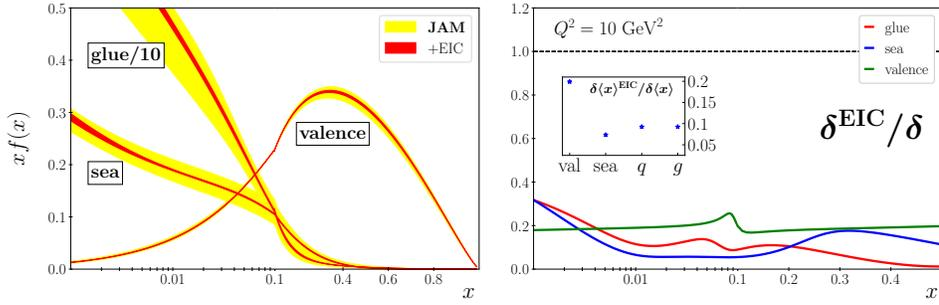 0.5
0.4
0.3
0.2
0.1
0.0
x f(x)
glue/10
sea
valence
JAM
+EIC
0.01
0.1
0.4
0.6
0.8
x
1.2
1.0
0.8
0.6
0.4
0.2
0.0
Q² = 10 GeV²
glue
sea
valence
δ⟨x⟩^EIC/δ⟨x⟩
0.2
0.15
0.1
0.05
val sea q g
δ^EIC/δ
0.01
0.1
0.2
0.3
0.4
x